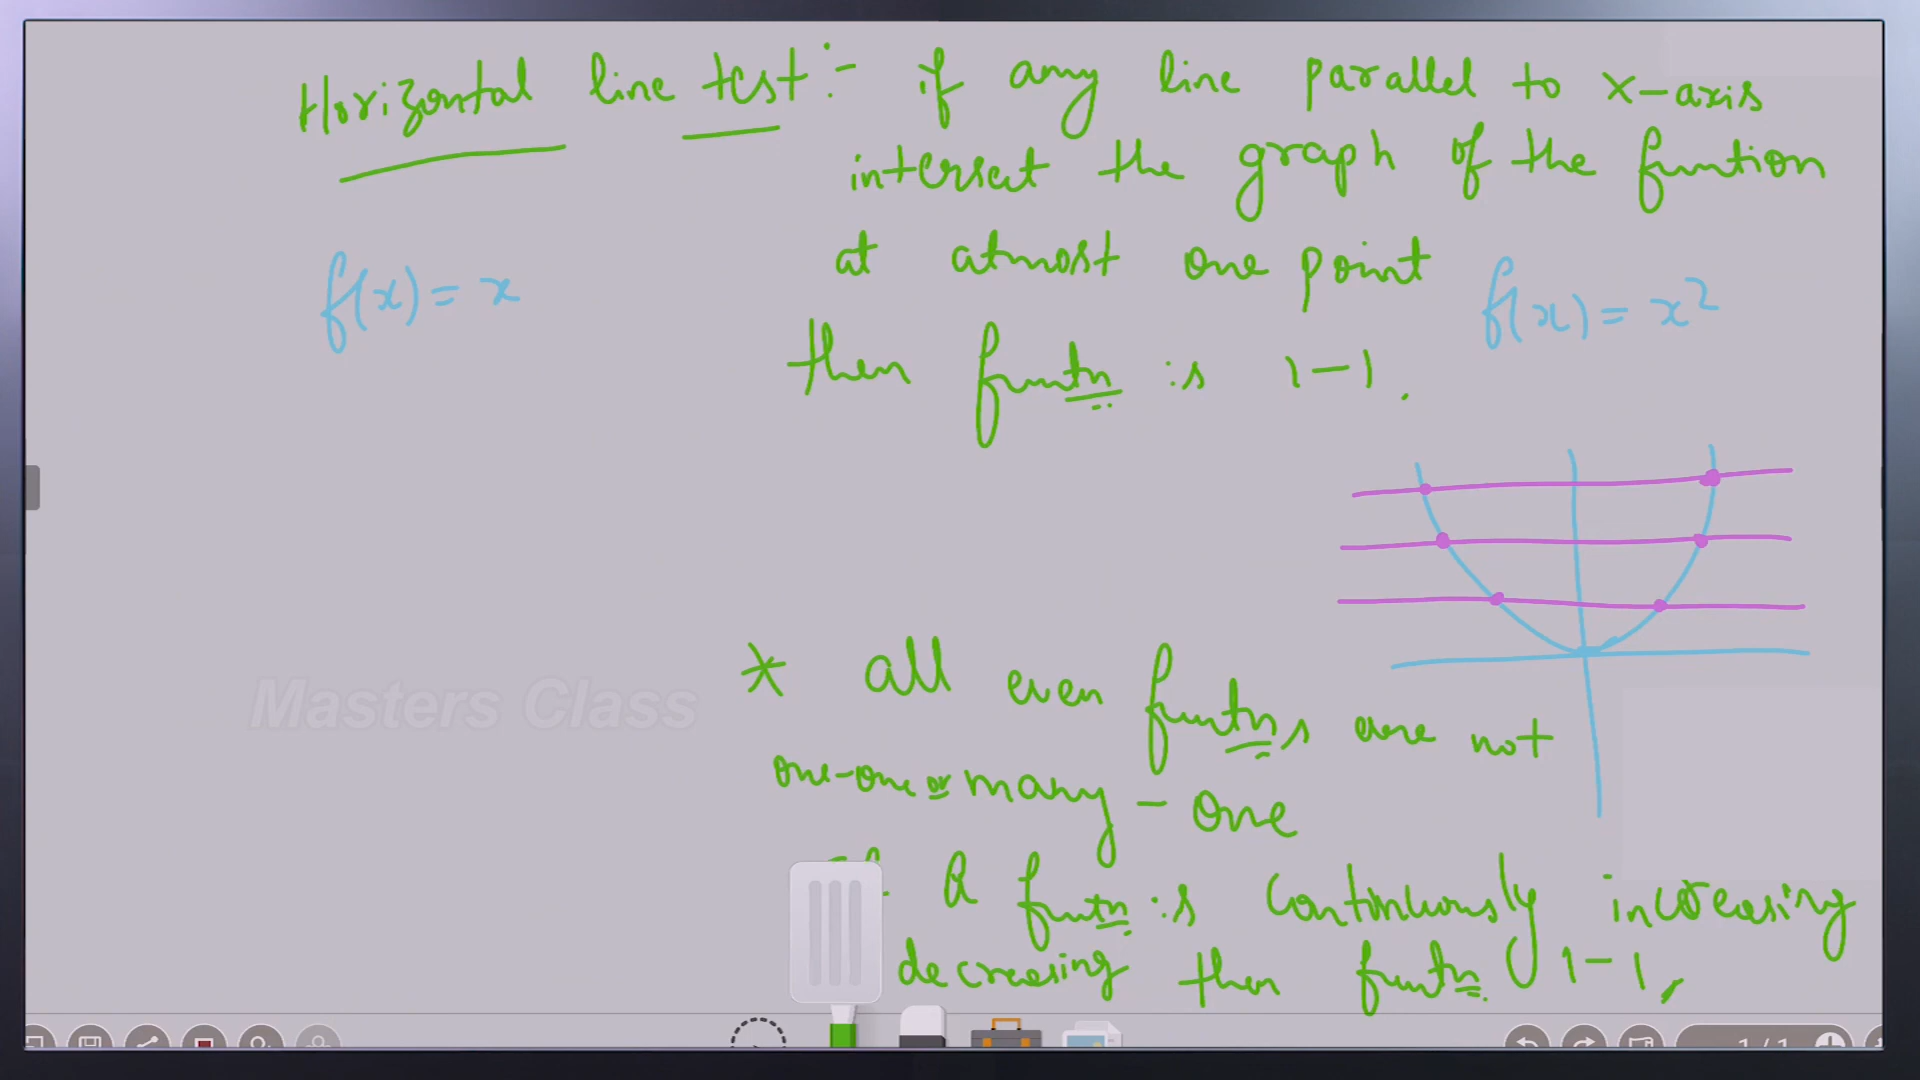 Horizontal line test :- if any line parallel to x-axis
intersect the graph of the funtion
at atmost one point
f(x) = x
f(x) = x²
then funtn is 1-1.
* all even funtns are not
one-one or many-one
Masters Class
A funtn is continuously increasing
decreasing then funtn 1-1,
1/1